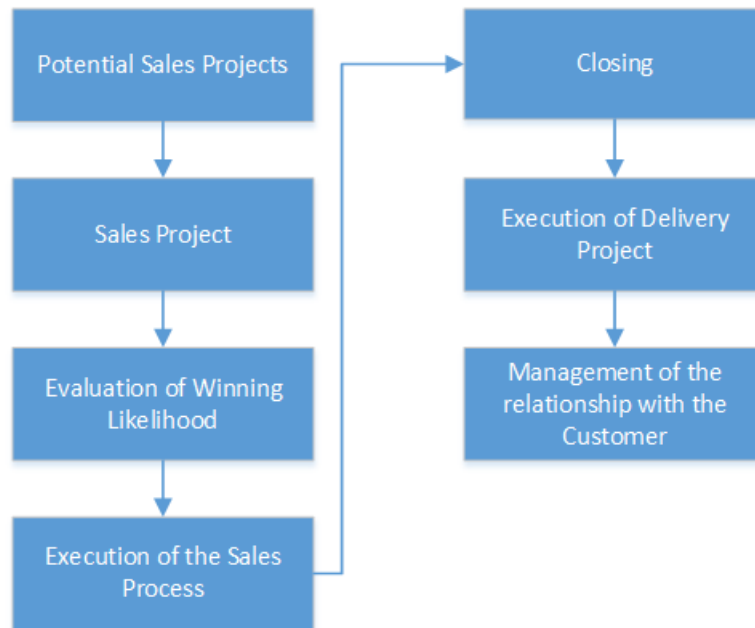 Potential Sales Projects
Sales Project
Evaluation of Winning
Likelihood
Execution of the Sales
Process
Closing
Execution of Delivery
Project
Management of the
relationship with the
Customer